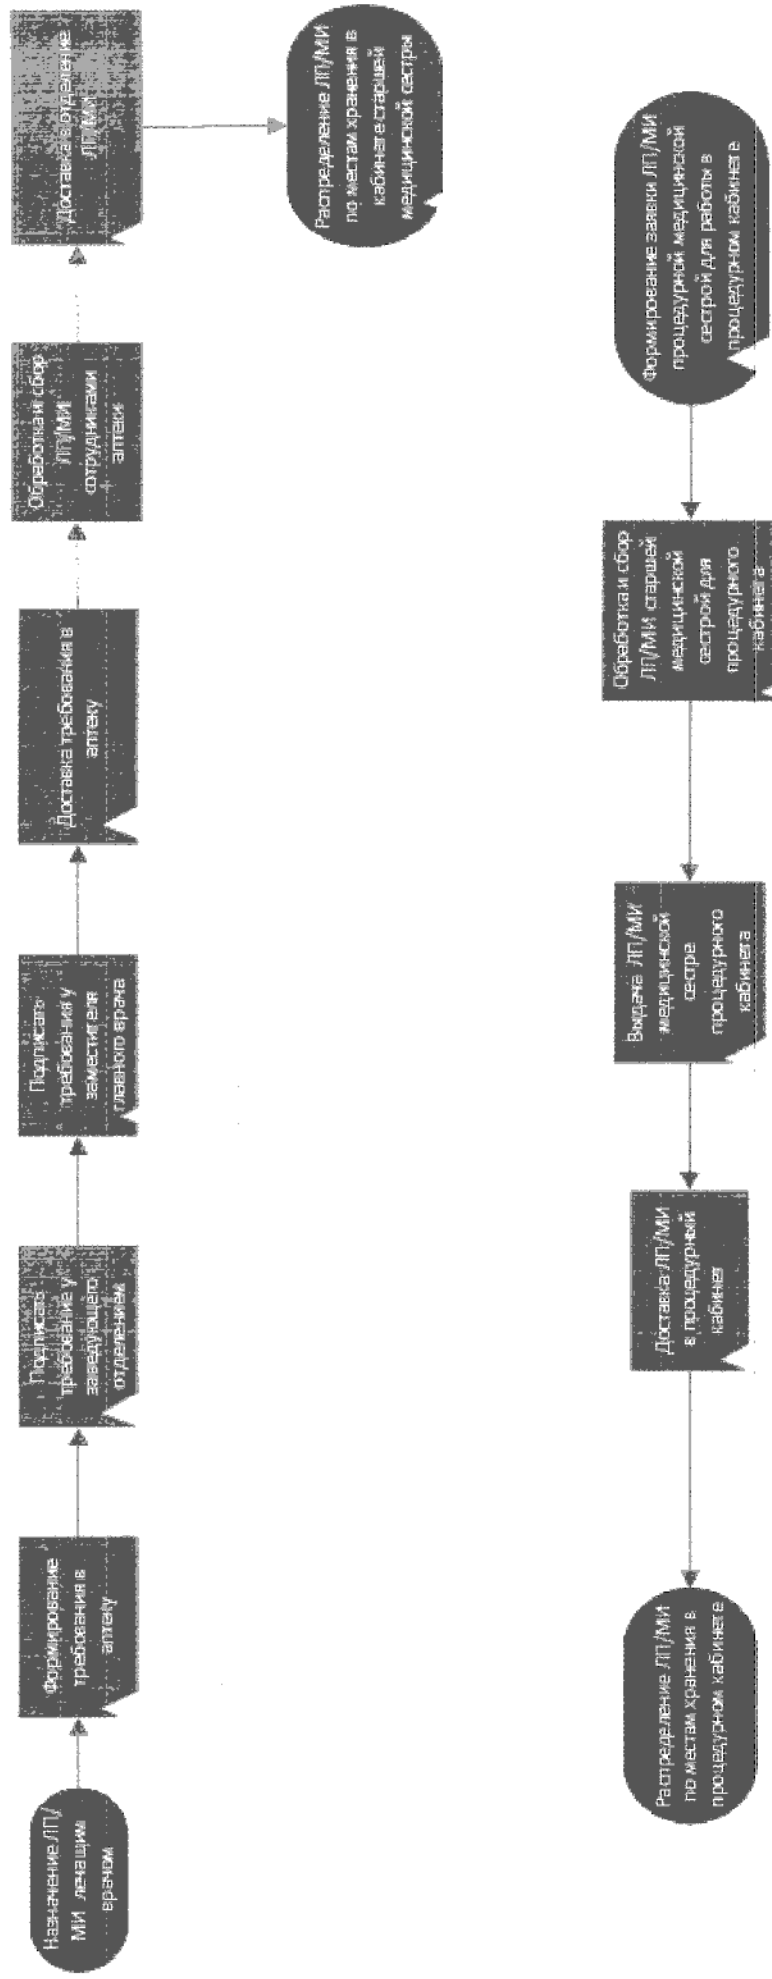 Назначение ЛП/
МИ лечащим
врачом
Формирование
требования в
аптеку
Подписать
требование у
заведующего
отделением
Подписать
требования у
заместителя
главного врача
Доставка требования в
аптеку
Обработка и сбор
ЛП/МИ
сотрудниками
аптеки
Доставка в отделение
ЛП/МИ
Распределение ЛП/МИ
по местам хранения в
кабинете старшей
медицинской сестры
Формирование заявки ЛП/МИ
процедурной медицинской
сестрой для работы в
процедурном кабинете
Обработка и сбор
ЛП/МИ старшей
медицинской
сестрой для
процедурного
кабинета
Выдача ЛП/МИ
медицинской
сестре
процедурного
кабинета
Доставка ЛП/МИ
в процедурный
кабинет
Распределение ЛП/МИ
по местам хранения в
процедурном кабинете